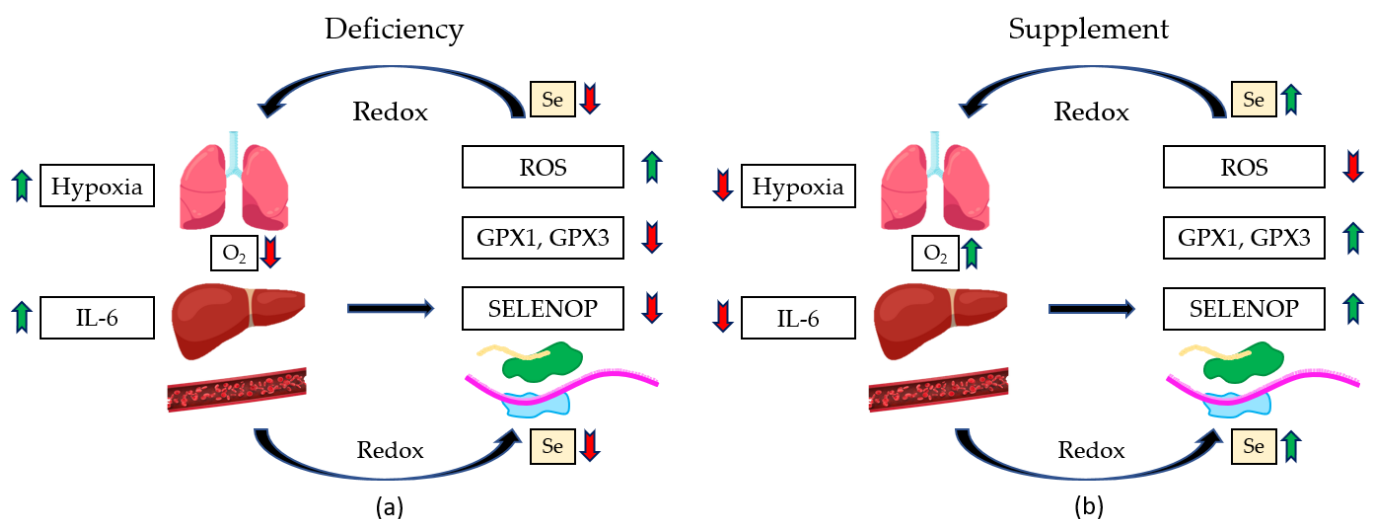 Deficiency
Se
Redox
ROS
Hypoxia
GPX1, GPX3
O₂
IL-6
SELENOP
Redox
Se
(a)
Supplement
Se
Redox
ROS
Hypoxia
GPX1, GPX3
O₂
IL-6
SELENOP
Redox
Se
(b)